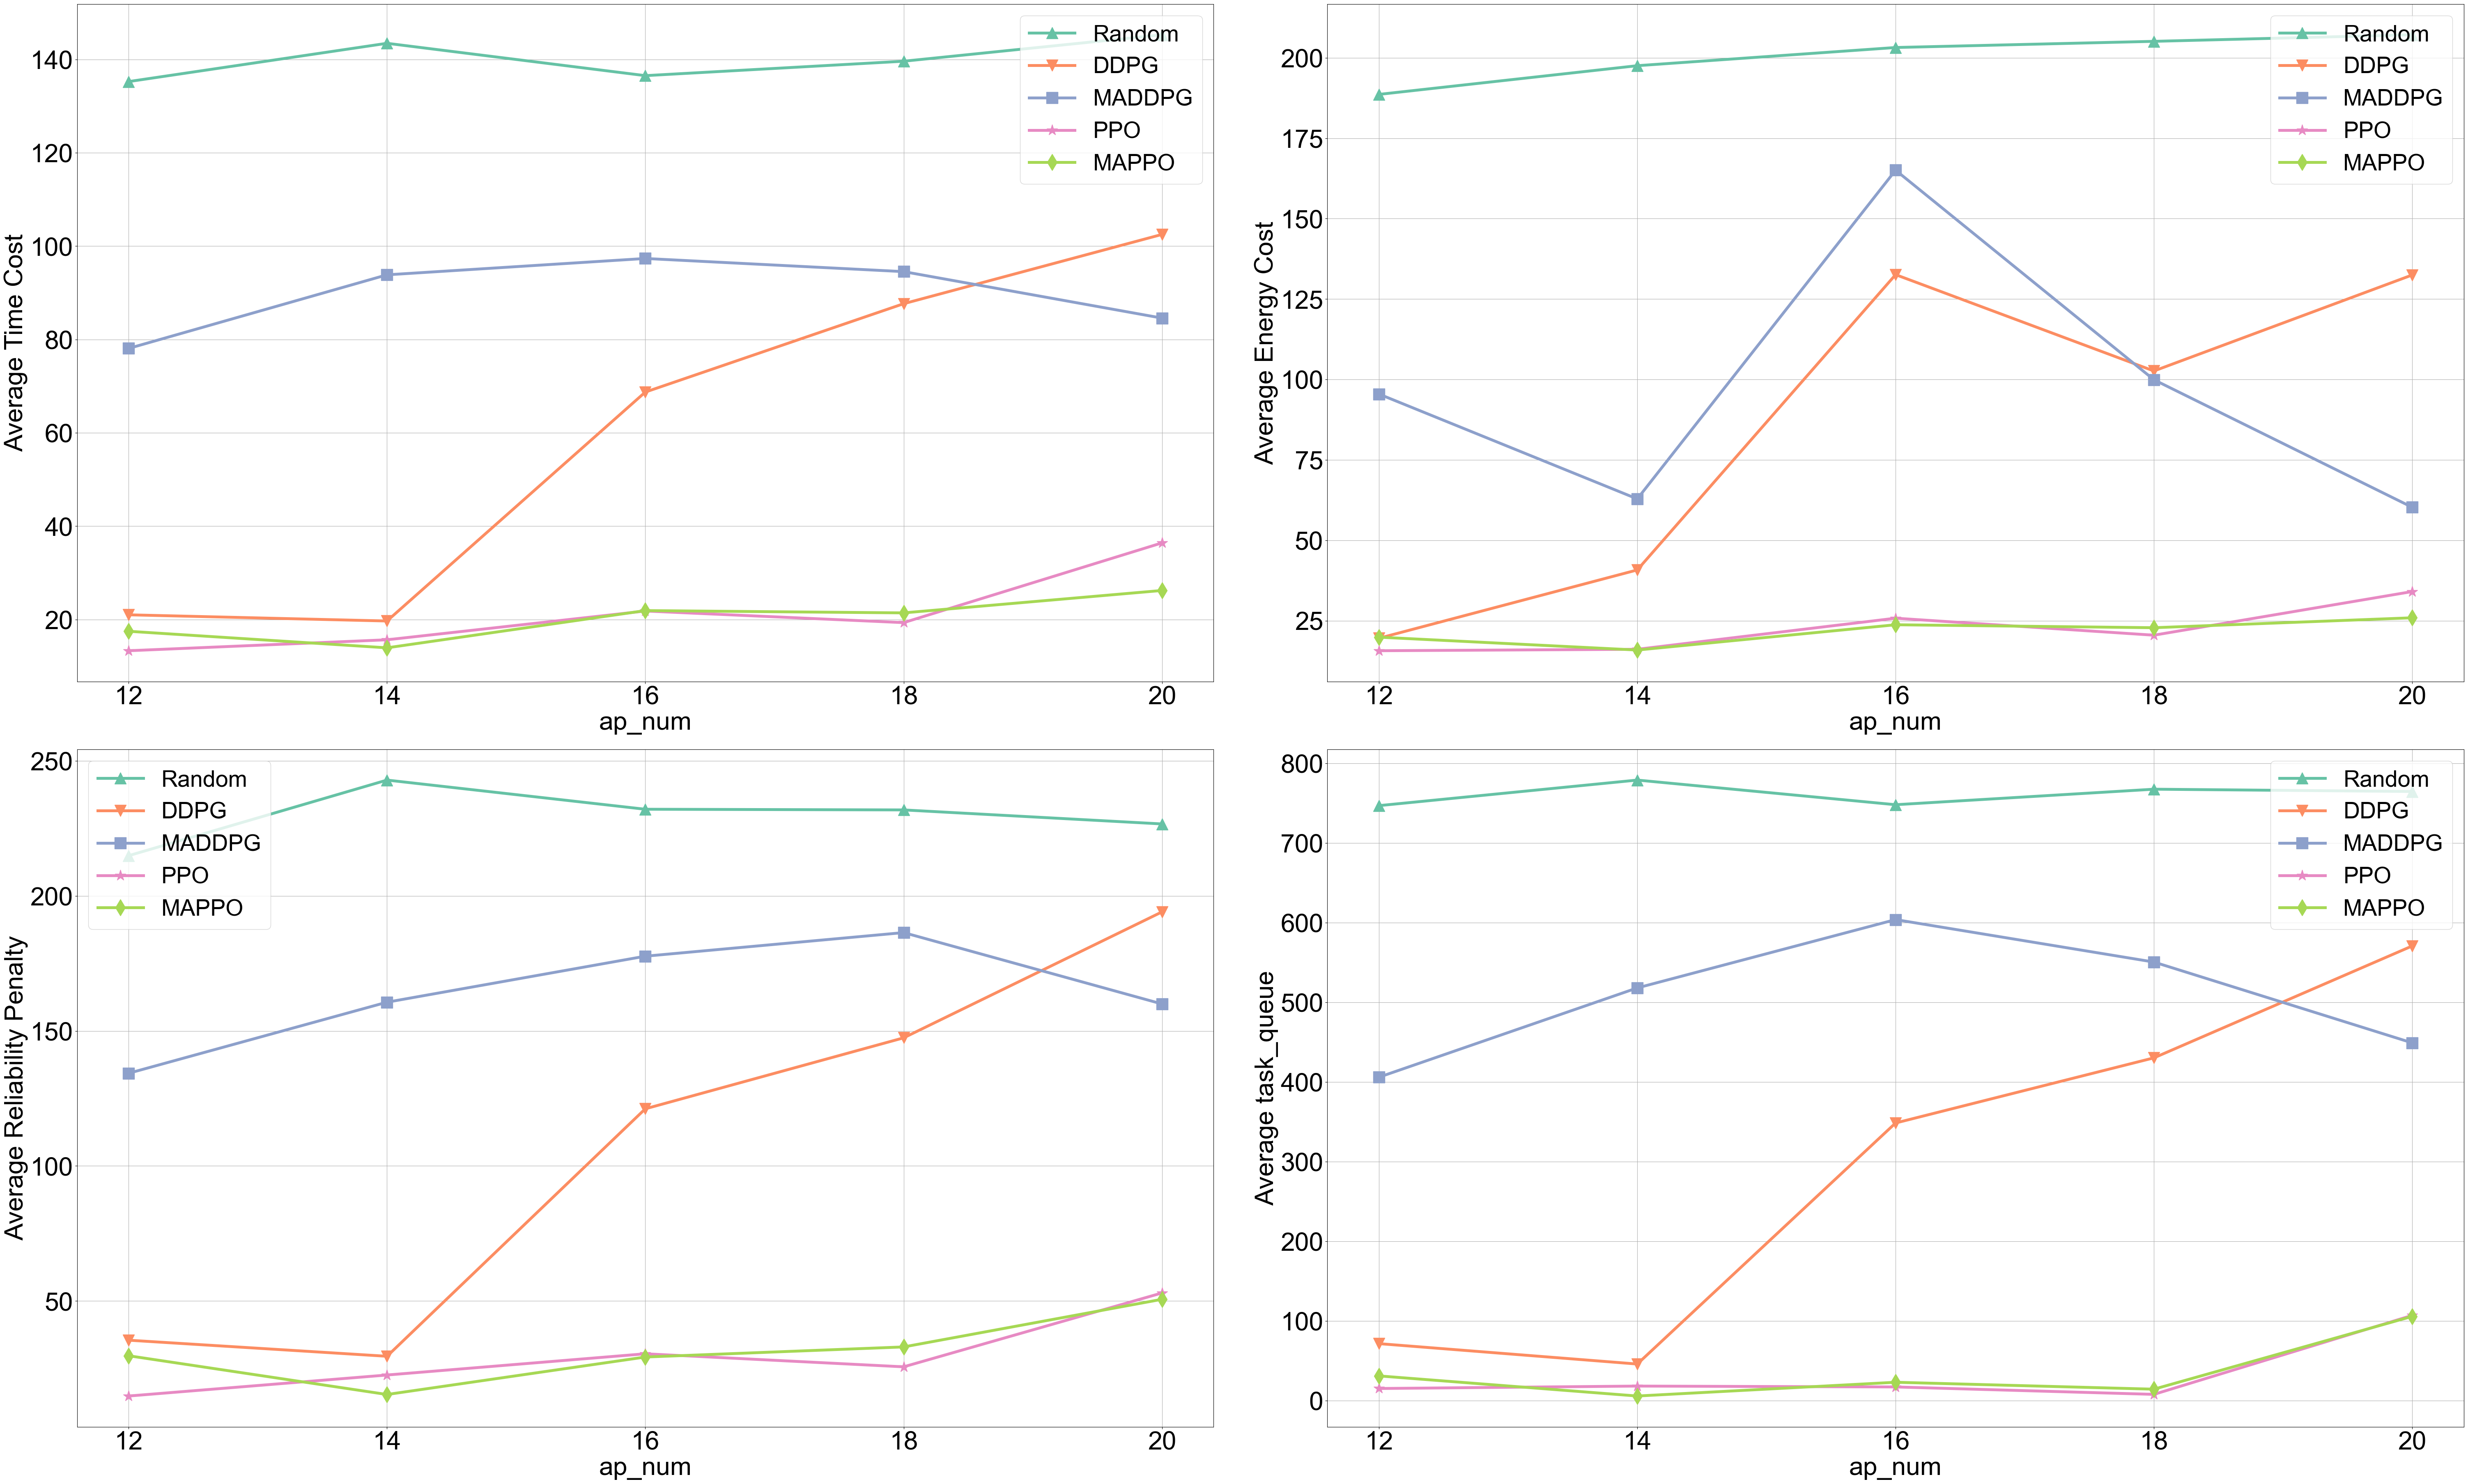 Average Time Cost
140
120
100
80
60
40
20
12 14 16 18 20
ap_num
Random
DDPG
MADDPG
PPO
MAPPO
Average Energy Cost
200
175
150
125
100
75
50
25
12 14 16 18 20
ap_num
Random
DDPG
MADDPG
PPO
MAPPO
Average Reliability Penalty
250
200
150
100
50
12 14 16 18 20
ap_num
Random
DDPG
MADDPG
PPO
MAPPO
Average task_queue
800
700
600
500
400
300
200
100
0
12 14 16 18 20
ap_num
Random
DDPG
MADDPG
PPO
MAPPO